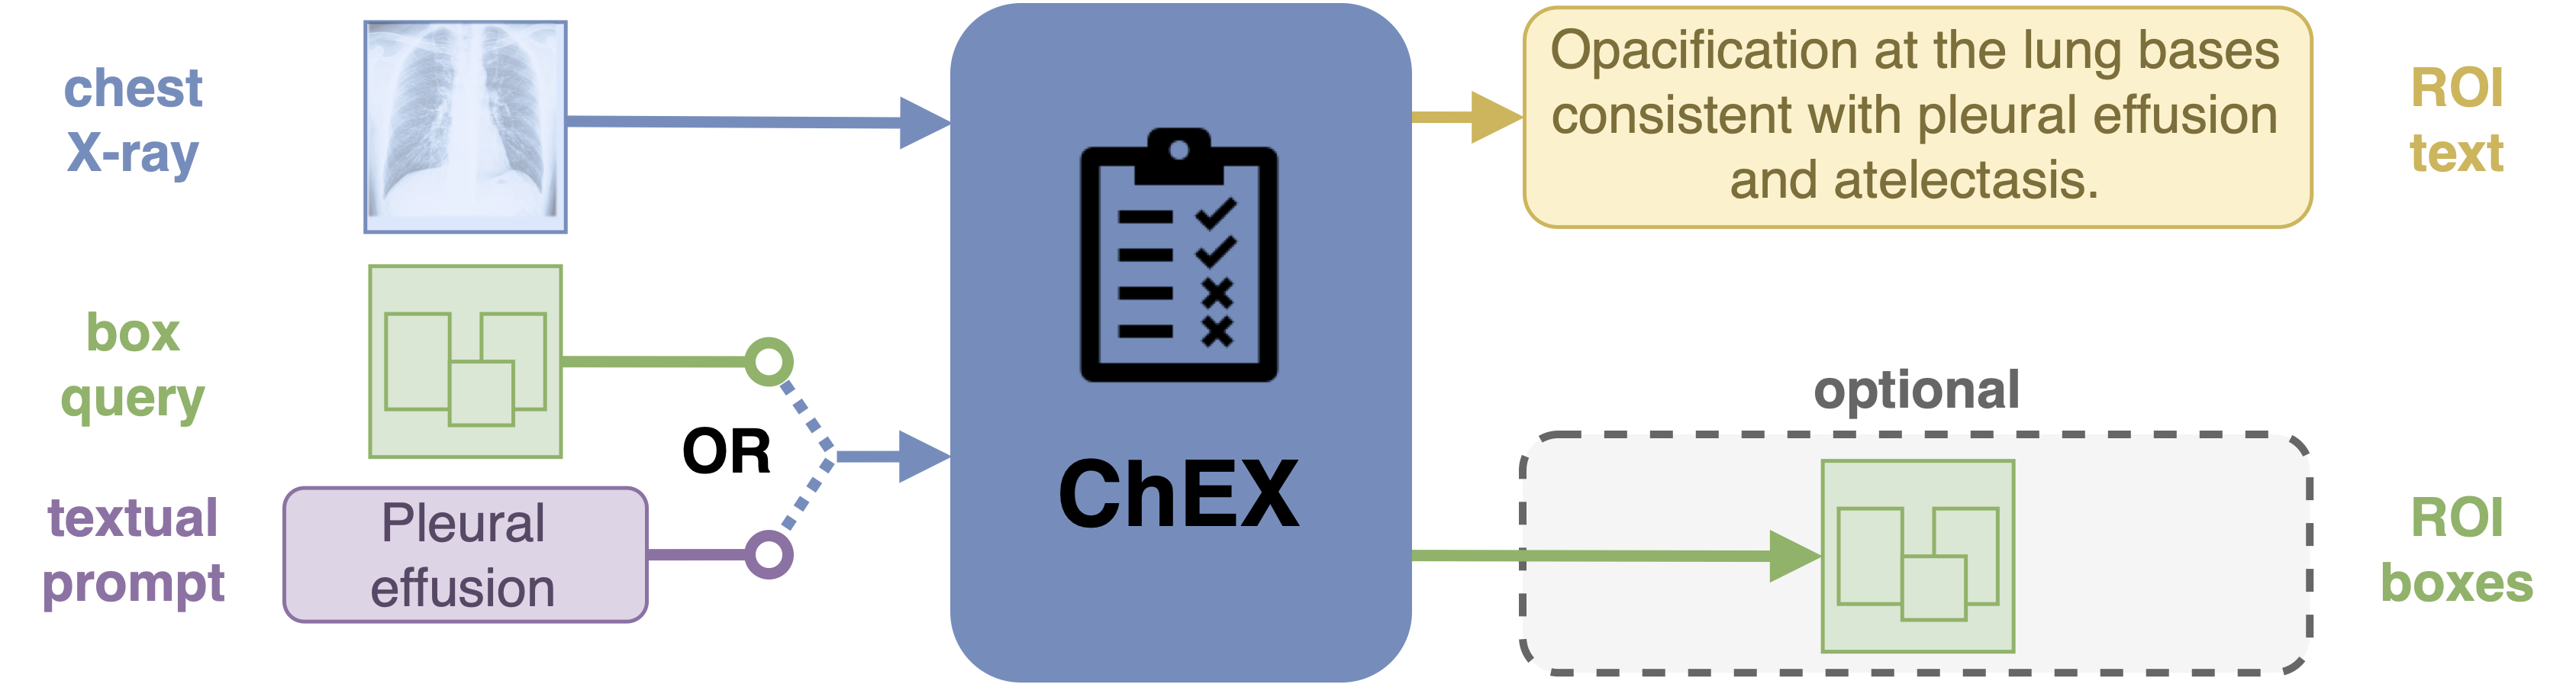 chest
X-ray
box
query
textual
prompt
Pleural
effusion
OR
ChEX
Opacification at the lung bases
consistent with pleural effusion
and atelectasis.
ROI
text
optional
ROI
boxes